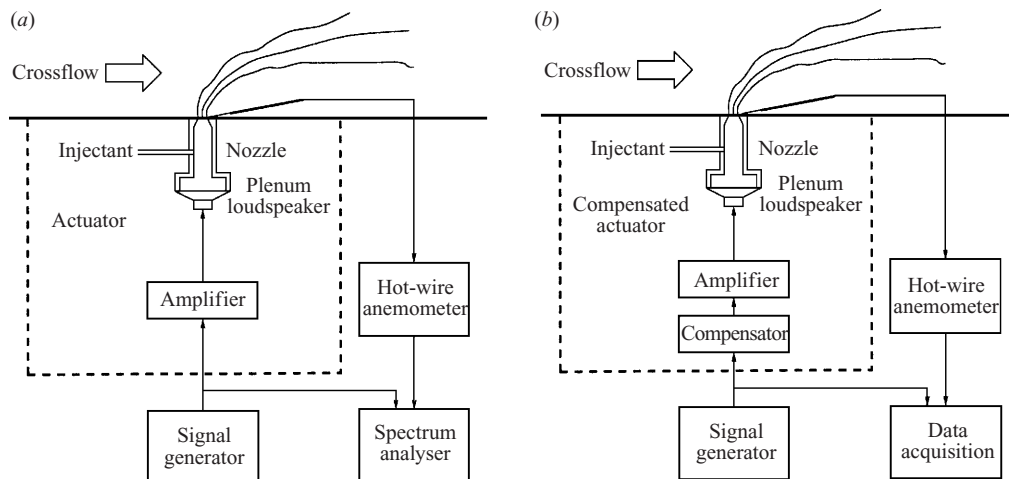 (a)
Crossflow
Injectant
Nozzle
Plenum
loudspeaker
Actuator
Amplifier
Hot-wire
anemometer
Signal
generator
Spectrum
analyser
(b)
Crossflow
Injectant
Nozzle
Plenum
loudspeaker
Compensated
actuator
Amplifier
Compensator
Hot-wire
anemometer
Signal
generator
Data
acquisition